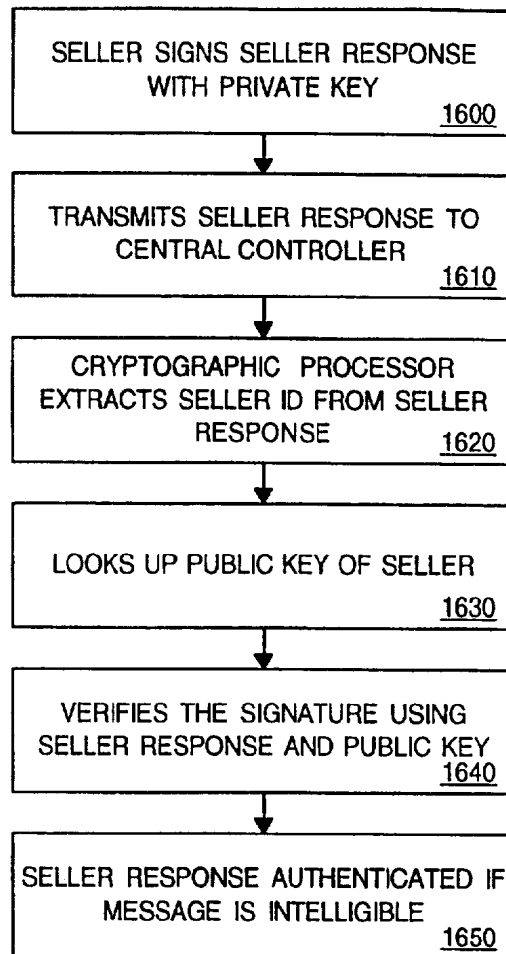 SELLER SIGNS SELLER RESPONSE
WITH PRIVATE KEY
1600
TRANSMITS SELLER RESPONSE TO
CENTRAL CONTROLLER
1610
CRYPTOGRAPHIC PROCESSOR
EXTRACTS SELLER ID FROM SELLER
RESPONSE
1620
LOOKS UP PUBLIC KEY OF SELLER
1630
VERIFIES THE SIGNATURE USING
SELLER RESPONSE AND PUBLIC KEY
1640
SELLER RESPONSE AUTHENTICATED IF
MESSAGE IS INTELLIGIBLE
1650